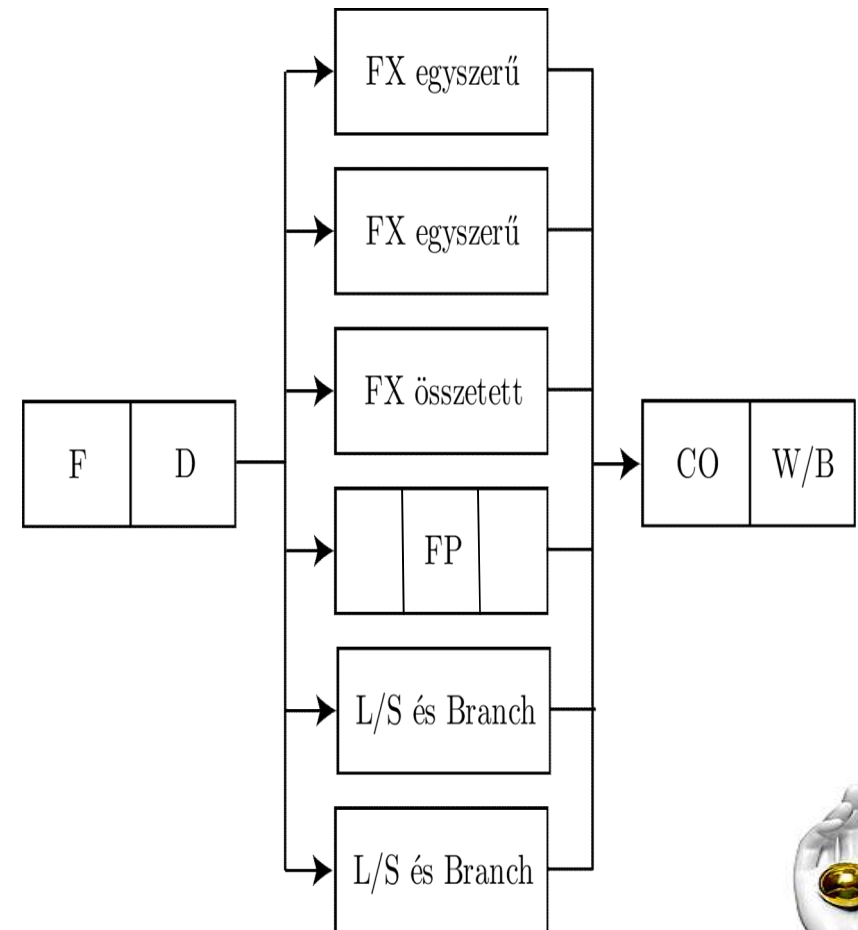 FX egyszerű
FX egyszerű
FX összetett
F D
CO W/B
FP
L/S és Branch
L/S és Branch